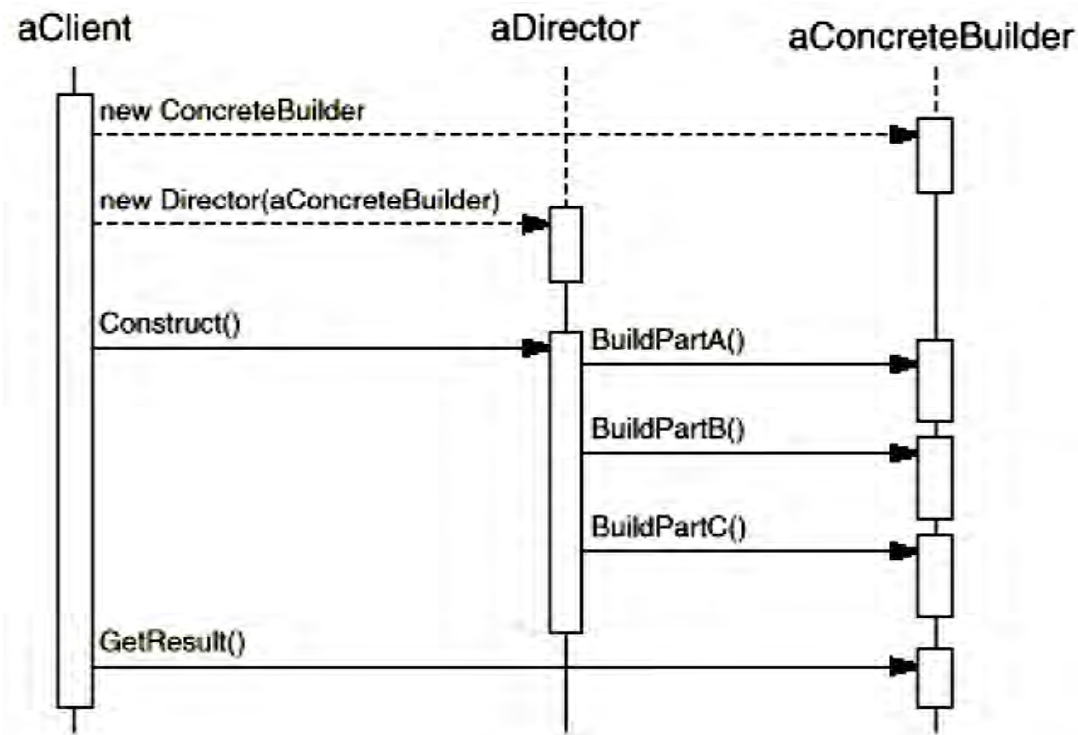 aClient
aDirector
aConcreteBuilder
new ConcreteBuilder
new Director(aConcreteBuilder)
Construct()
BuildPartA()
BuildPartB()
BuildPartC()
GetResult()